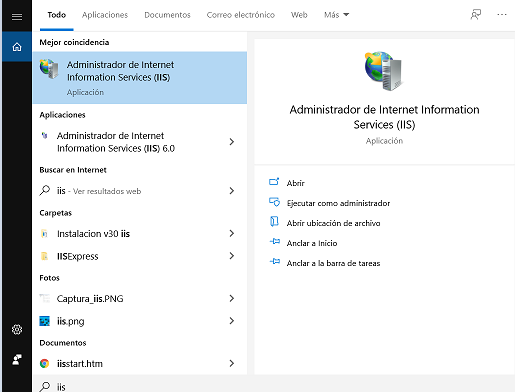 Todo Aplicaciones Documentos Correo electrónico Web Más
Mejor coincidencia
Administrador de Internet
Information Services (IIS)
Aplicación
Aplicaciones
Administrador de Internet
Information Services (IIS) 6.0
Buscar en Internet
iis - Ver resultados web
Carpetas
Instalacion v30 iis
IISExpress
Fotos
Captura_iis.PNG
iis.png
Documentos
iisstart.htm
iis
Administrador de Internet Information
Services (IIS)
Aplicación
Abrir
Ejecutar como administrador
Abrir ubicación de archivo
Anclar a Inicio
Anclar a la barra de tareas